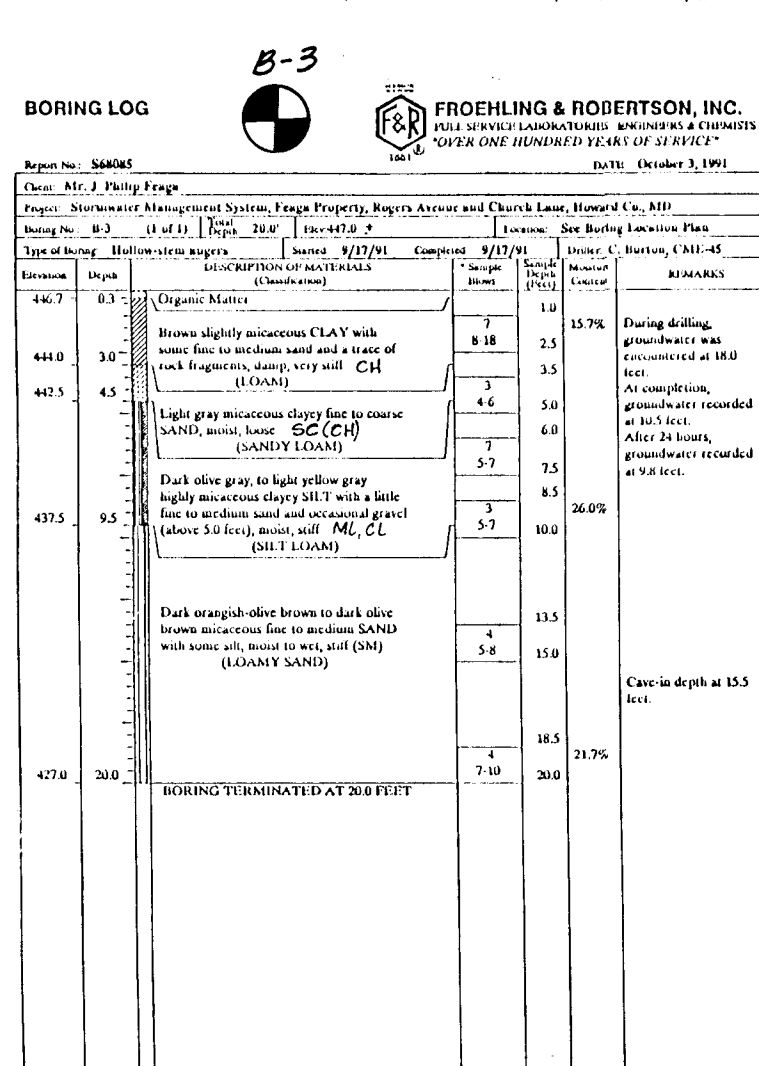 B-3
BORING LOG
F&R
1881
FROEHLING & ROBERTSON, INC.
FULL SERVICE LABORATORIES ENGINEERS & CHEMISTS
"OVER ONE HUNDRED YEARS OF SERVICE"
Report No.: S68085
DATE October 3, 1991
Client: Mr. J. Philip Feaga
Project: Stormwater Management System, Feaga Property, Rogers Avenue and Church Lane, Howard Co., MD
Boring No.: B-3 (1 of 1) Total Depth 20.0' Elev: 447.0 ± Location: See Boring Location Plan
Type of Boring: Hollow-stem augers Started 9/17/91 Completed 9/17/91 Driller: C. Burton, CME-45
Elevation Depth DESCRIPTION OF MATERIALS (Classification) * Sample Blows Sample Depth (Feet) Moisture Content REMARKS
446.7 0.3 Organic Matter
1.0
Brown slightly micaceous CLAY with
some fine to medium sand and a trace of
rock fragments, damp, very stiff CH
(LOAM)
7
8-18
2.5
15.7%
444.0 3.0
3.5
442.5 4.5
3
4-6
5.0
Light gray micaceous clayey fine to coarse
SAND, moist, loose SC(CH)
(SANDY LOAM)
6.0
7
5-7
7.5
Dark olive gray, to light yellow gray
highly micaceous clayey SILT with a little
fine to medium sand and occasional gravel
(above 5.0 feet), moist, stiff ML, CL
(SILT LOAM)
8.5
3
5-7
10.0
26.0%
437.5 9.5
Dark orangish-olive brown to dark olive
brown micaceous fine to medium SAND
with some silt, moist to wet, stiff (SM)
(LOAMY SAND)
13.5
4
5-8
15.0
18.5
4
7-10
20.0
21.7%
427.0 20.0
BORING TERMINATED AT 20.0 FEET
During drilling,
groundwater was
encountered at 18.0
feet.
At completion,
groundwater recorded
at 10.5 feet.
After 24 hours,
groundwater recorded
at 9.8 feet.
Cave-in depth at 15.5
feet.